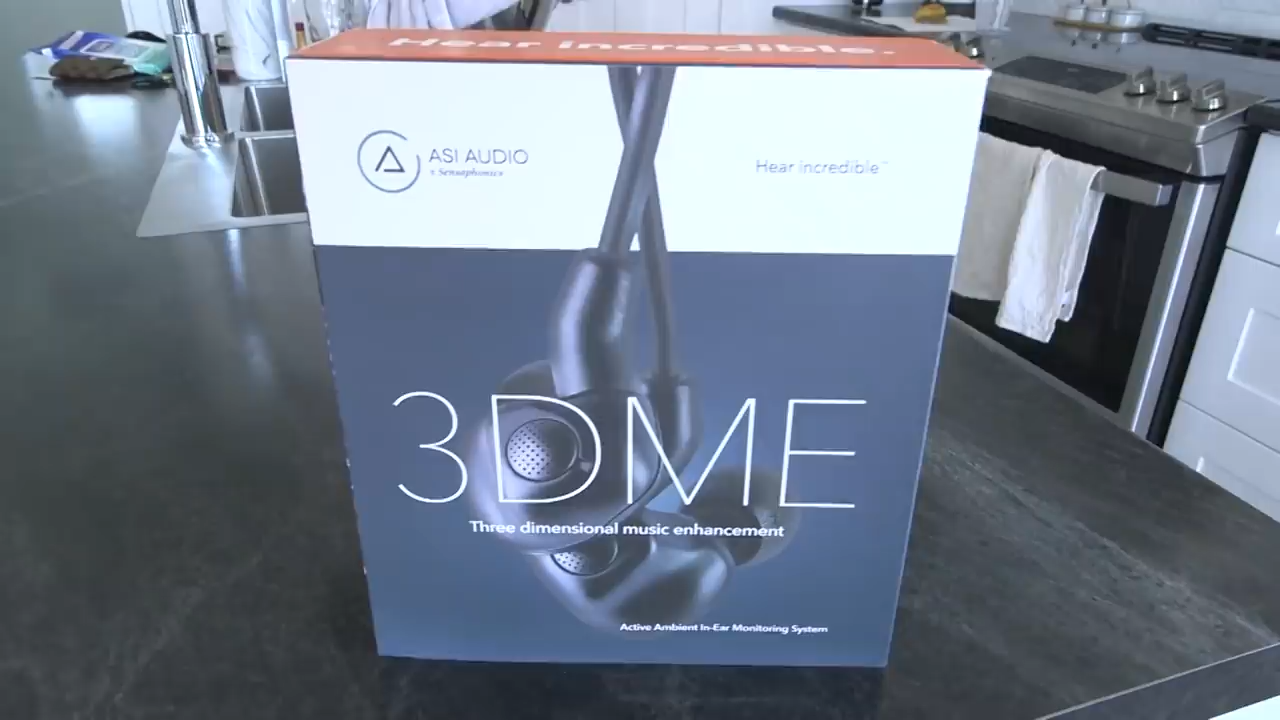 Hear incredible.
ASI AUDIO
x Sensaphonics
Hear incredible™
3DME
Three dimensional music enhancement
Active Ambient In-Ear Monitoring System